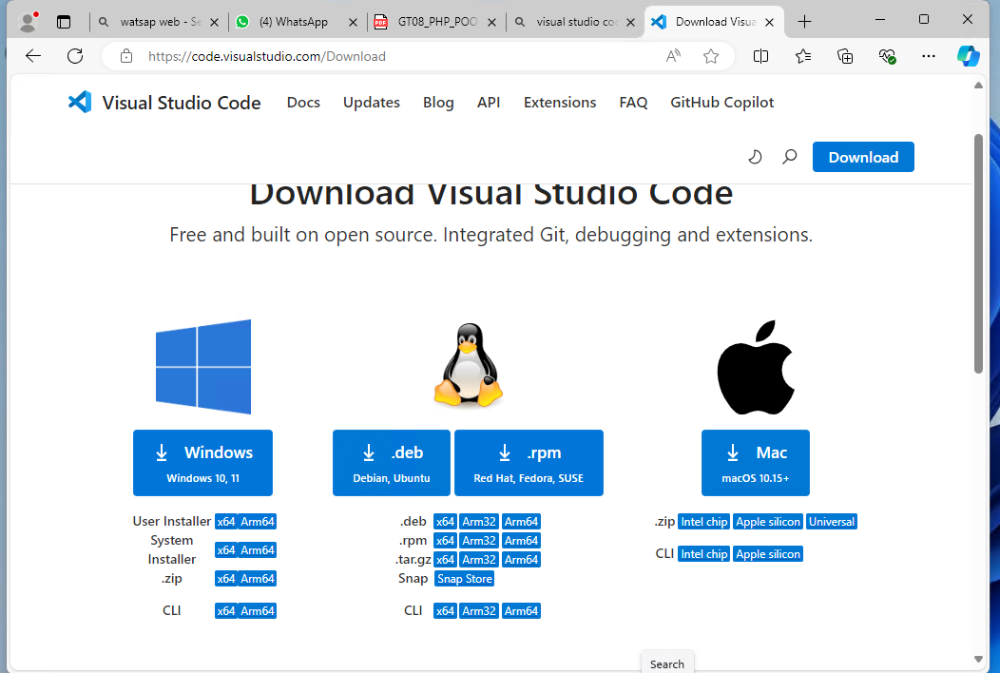 watsap web - Se
(4) WhatsApp
PDF
GT08_PHP_POO
visual studio co
Download Visua
https://code.visualstudio.com/Download
Visual Studio Code
Docs
Updates
Blog
API
Extensions
FAQ
GitHub Copilot
Download
Download Visual Studio Code
Free and built on open source. Integrated Git, debugging and extensions.
Windows
Windows 10, 11
.deb
Debian, Ubuntu
.rpm
Red Hat, Fedora, SUSE
Mac
macOS 10.15+
User Installer x64 Arm64
System
Installer
x64 Arm64
.zip x64 Arm64
CLI x64 Arm64
.deb x64 Arm32 Arm64
.rpm x64 Arm32 Arm64
.tar.gz x64 Arm32 Arm64
Snap Snap Store
CLI x64 Arm32 Arm64
.zip Intel chip Apple silicon Universal
CLI Intel chip Apple silicon
Search